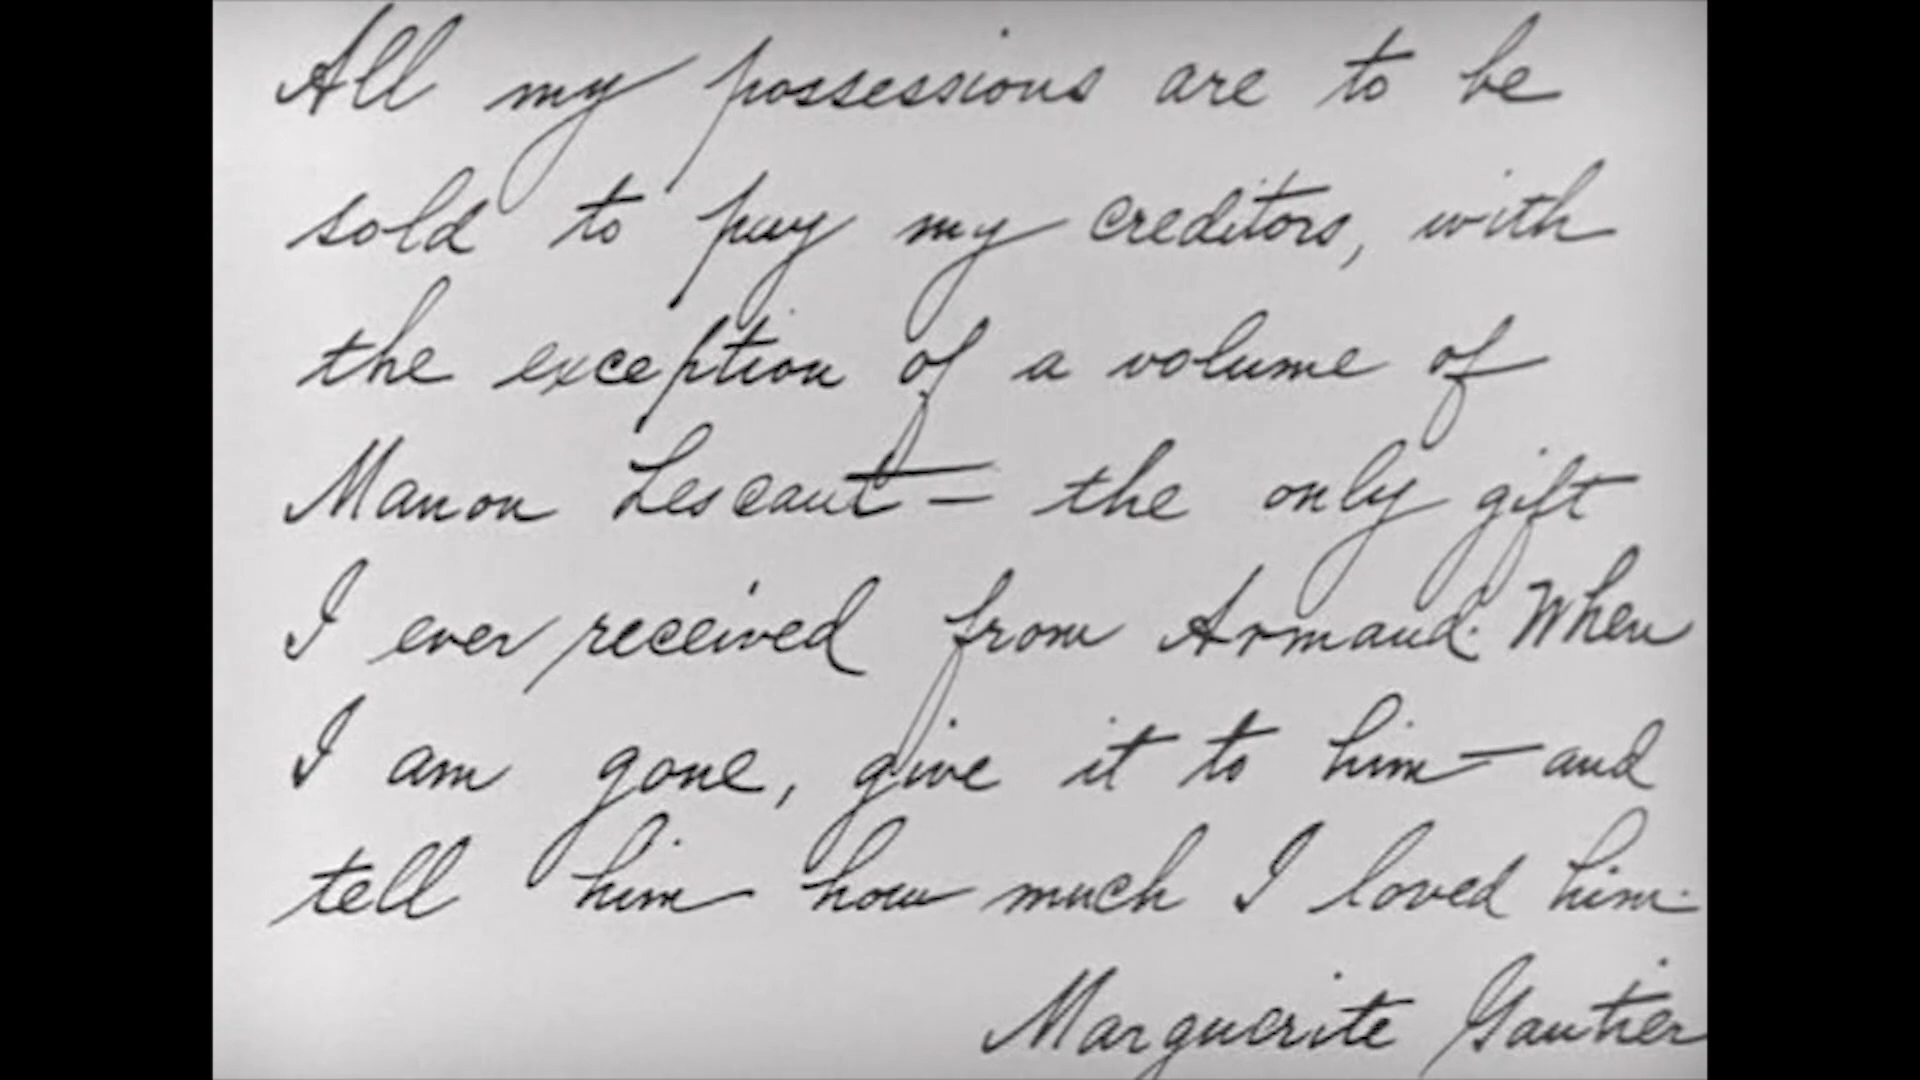 All my possessions are to be
sold to pay my creditors, with
the exception of a volume of
Manon Lescaut — the only gift
I ever received from Armand. When
I am gone, give it to him — and
tell him how much I loved him.
Marguerite Gautier